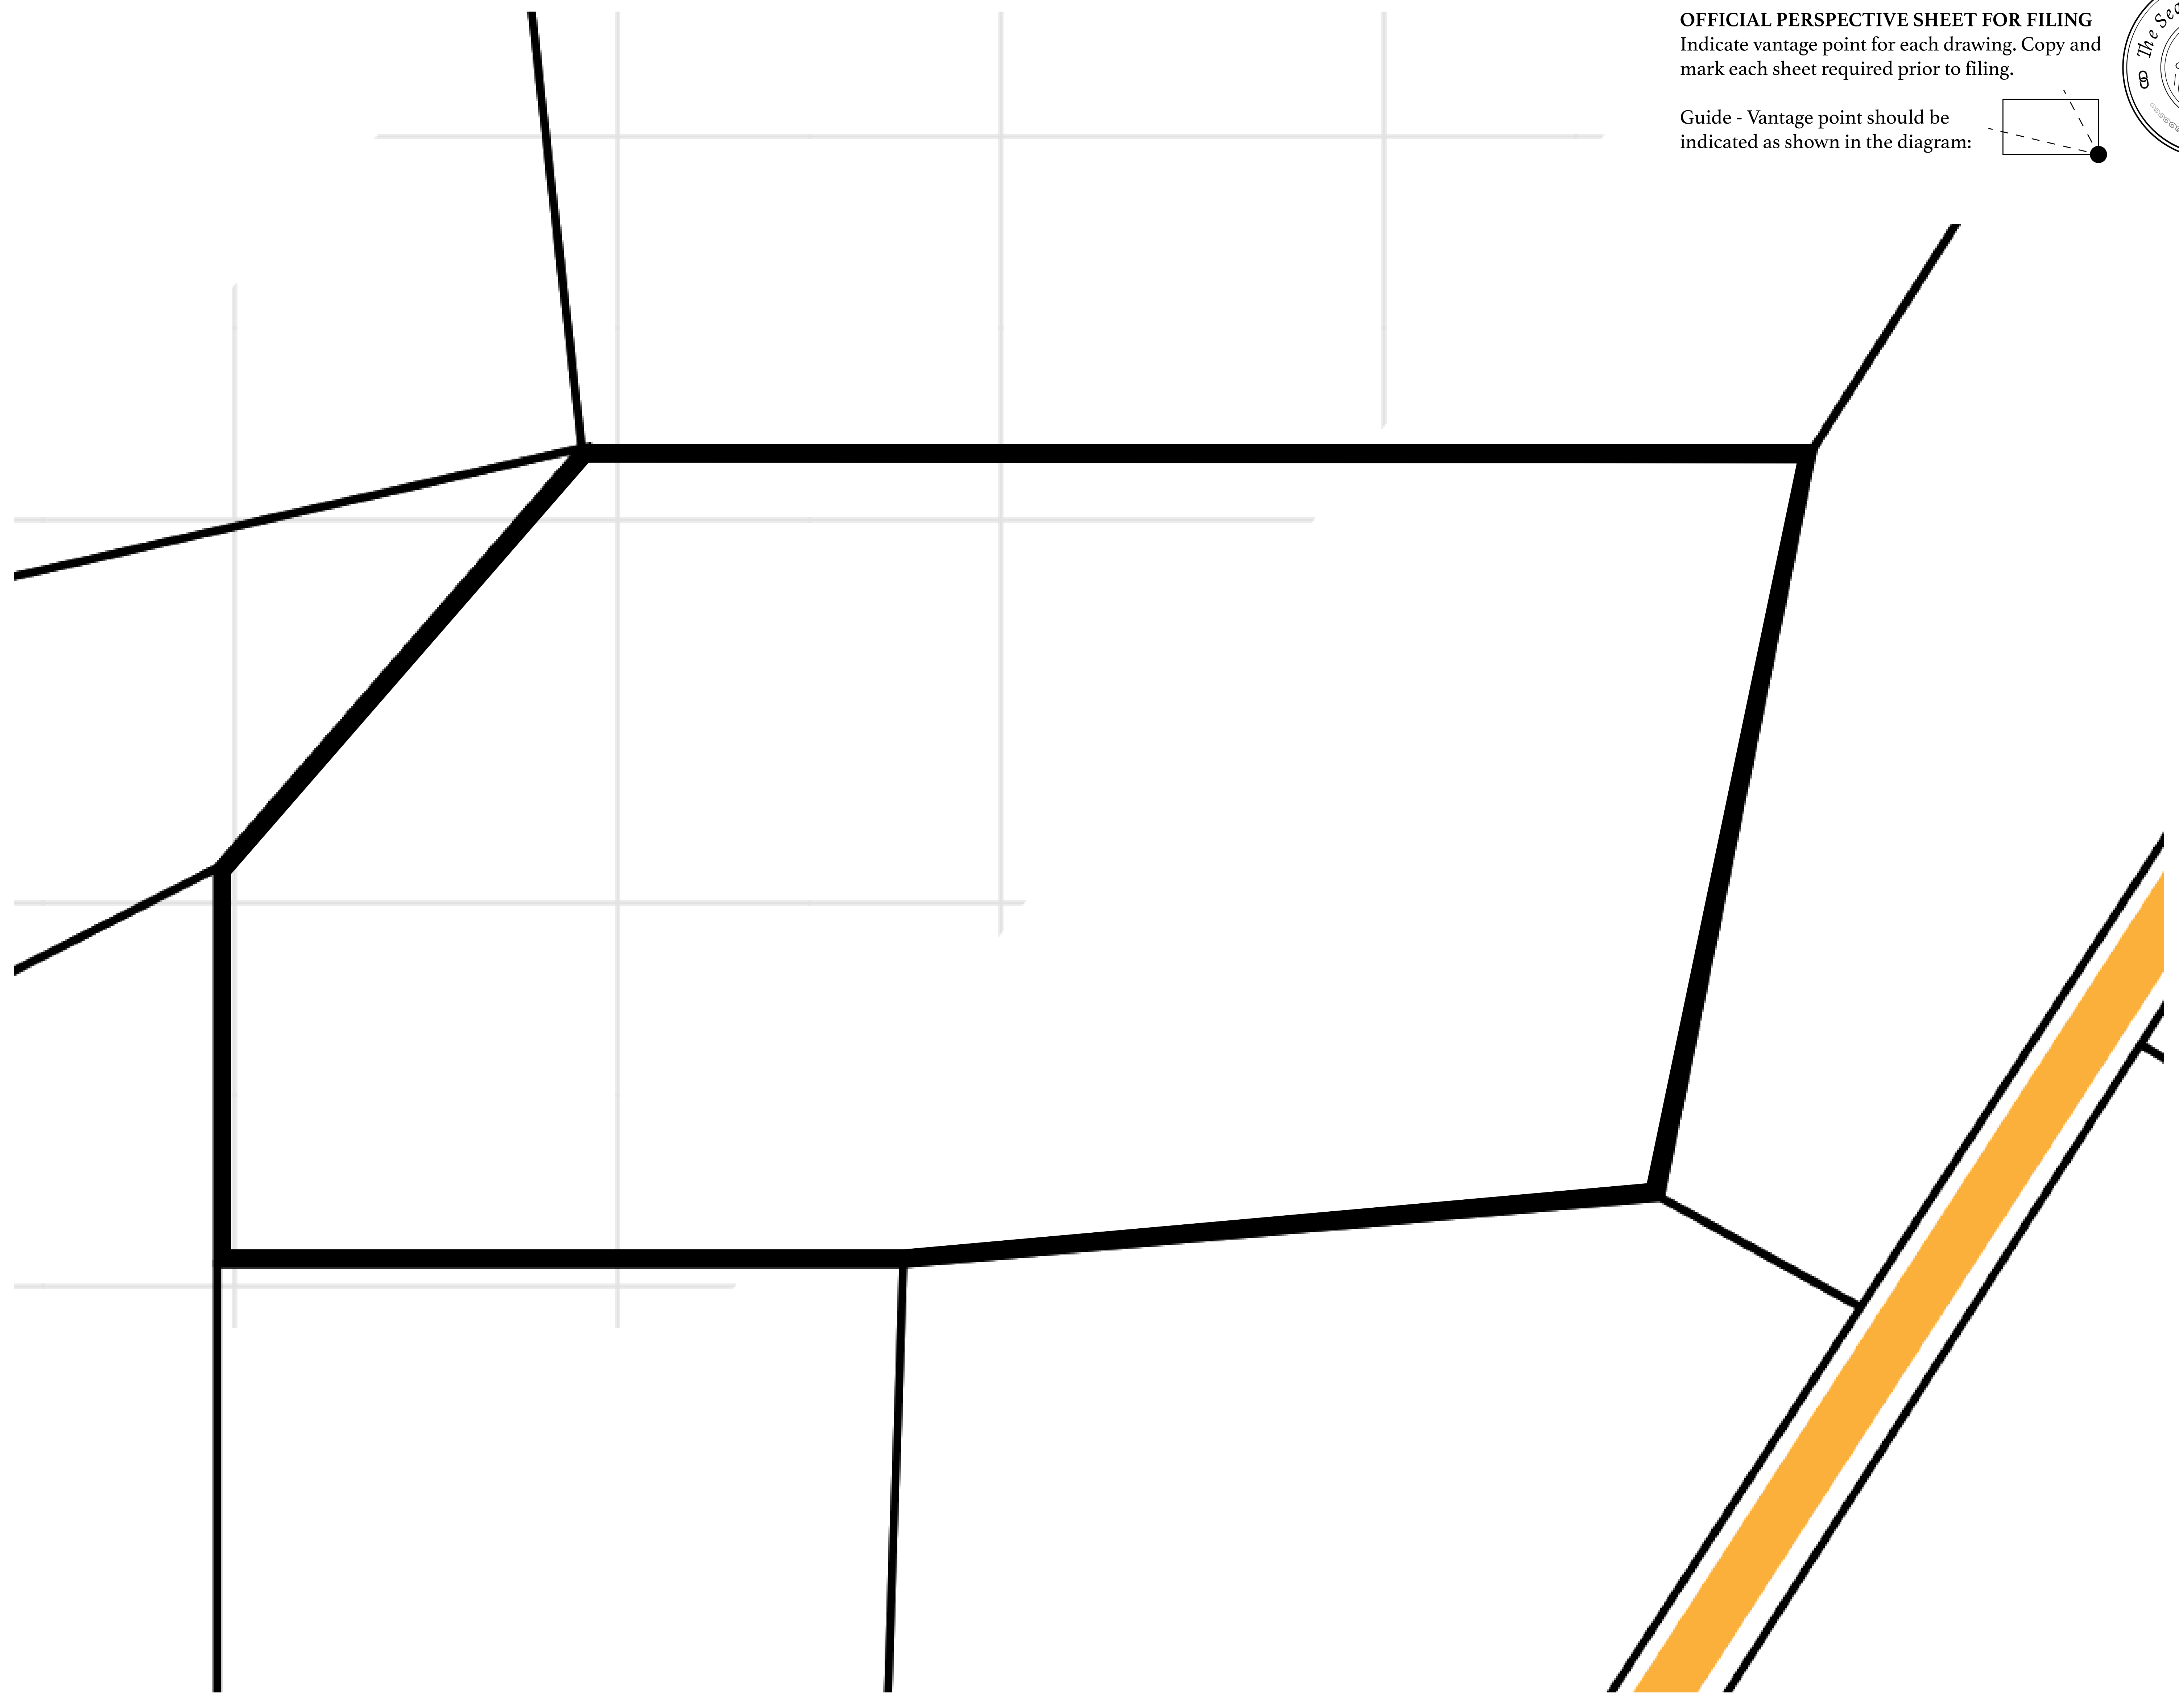 OFFICIAL PERSPECTIVE SHEET FOR FILING
Indicate vantage point for each drawing. Copy and
mark each sheet required prior to filing.
Guide - Vantage point should be
indicated as shown in the diagram:
The